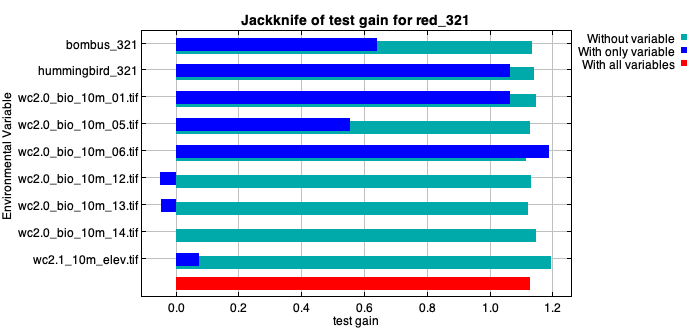 Jackknife of test gain for red_321
Without variable
With only variable
With all variables
Environmental Variable
bombus_321
hummingbird_321
wc2.0_bio_10m_01.tif
wc2.0_bio_10m_05.tif
wc2.0_bio_10m_06.tif
wc2.0_bio_10m_12.tif
wc2.0_bio_10m_13.tif
wc2.0_bio_10m_14.tif
wc2.1_10m_elev.tif
0.0 0.2 0.4 0.6 0.8 1.0 1.2
test gain